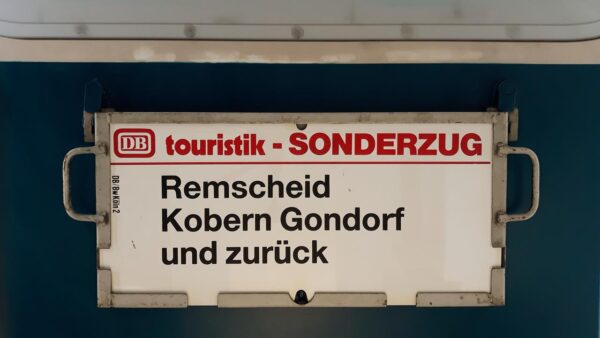 DB touristik - SONDERZUG
Remscheid
Kobern Gondorf
und zurück
DB/Bw Köln 2